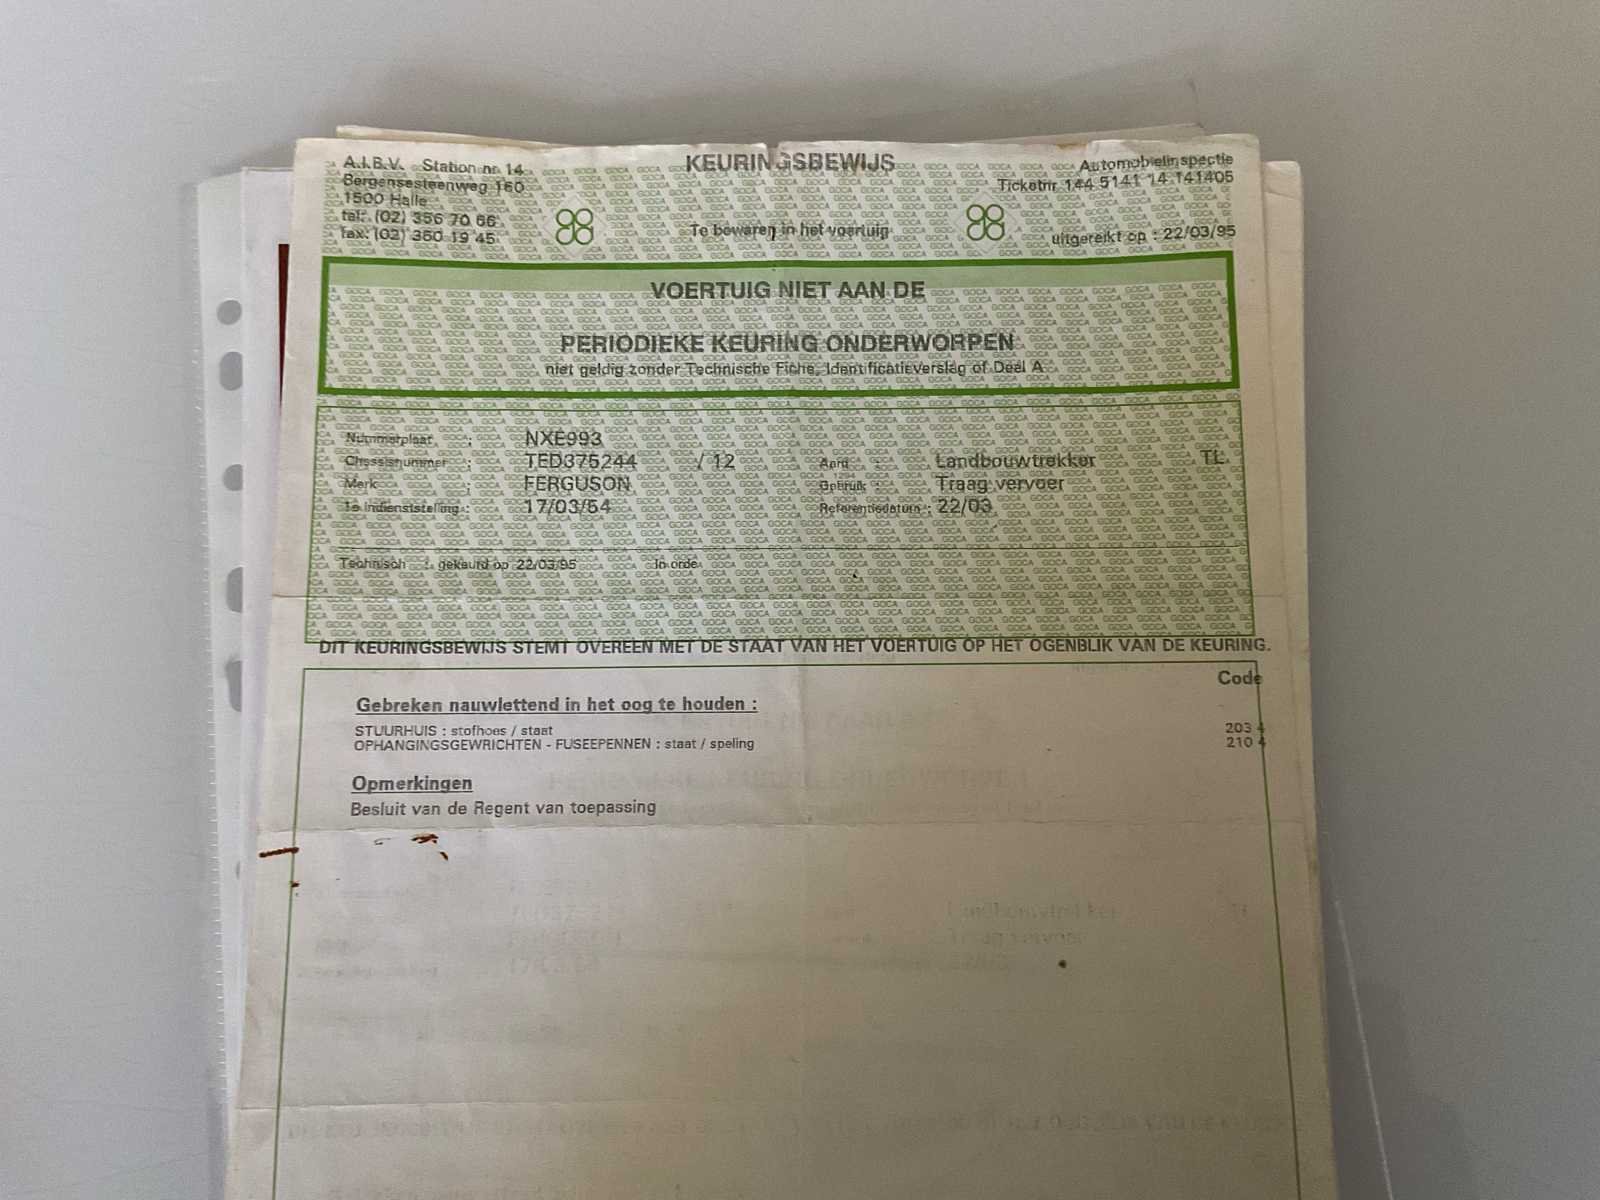 A.I.B.V. Station nr 14
Bergensesteenweg 160
1500 Halle
tel: (02) 356 70 66
fax: (02) 360 19 45
KEURINGSBEWIJS
Te bewaren in het voertuig
Automobielinspectie
Ticketnr 144 5141 14 141405
uitgereikt op : 22/03/95
VOERTUIG NIET AAN DE
PERIODIEKE KEURING ONDERWORPEN
niet geldig zonder Technische Fiche, Identificatieverslag of Deel A
Nummerplaat : NXE993
Chassisnummer : TED375244 / 12 Aard : Landbouwtrekker TL
Merk : FERGUSON Gebruik : Traag vervoer
Te Indienststelling : 17/03/54 Referentiedatum : 22/03
Technisch : gekeurd op 22/03/95 In orde
DIT KEURINGSBEWIJS STEMT OVEREEN MET DE STAAT VAN HET VOERTUIG OP HET OGENBLIK VAN DE KEURING.
Code
Gebreken nauwlettend in het oog te houden :
STUURHUIS : stofhoes / staat 203 4
OPHANGINGSGEWRICHTEN - FUSEEPENNEN : staat / speling 210 4
Opmerkingen
Besluit van de Regent van toepassing